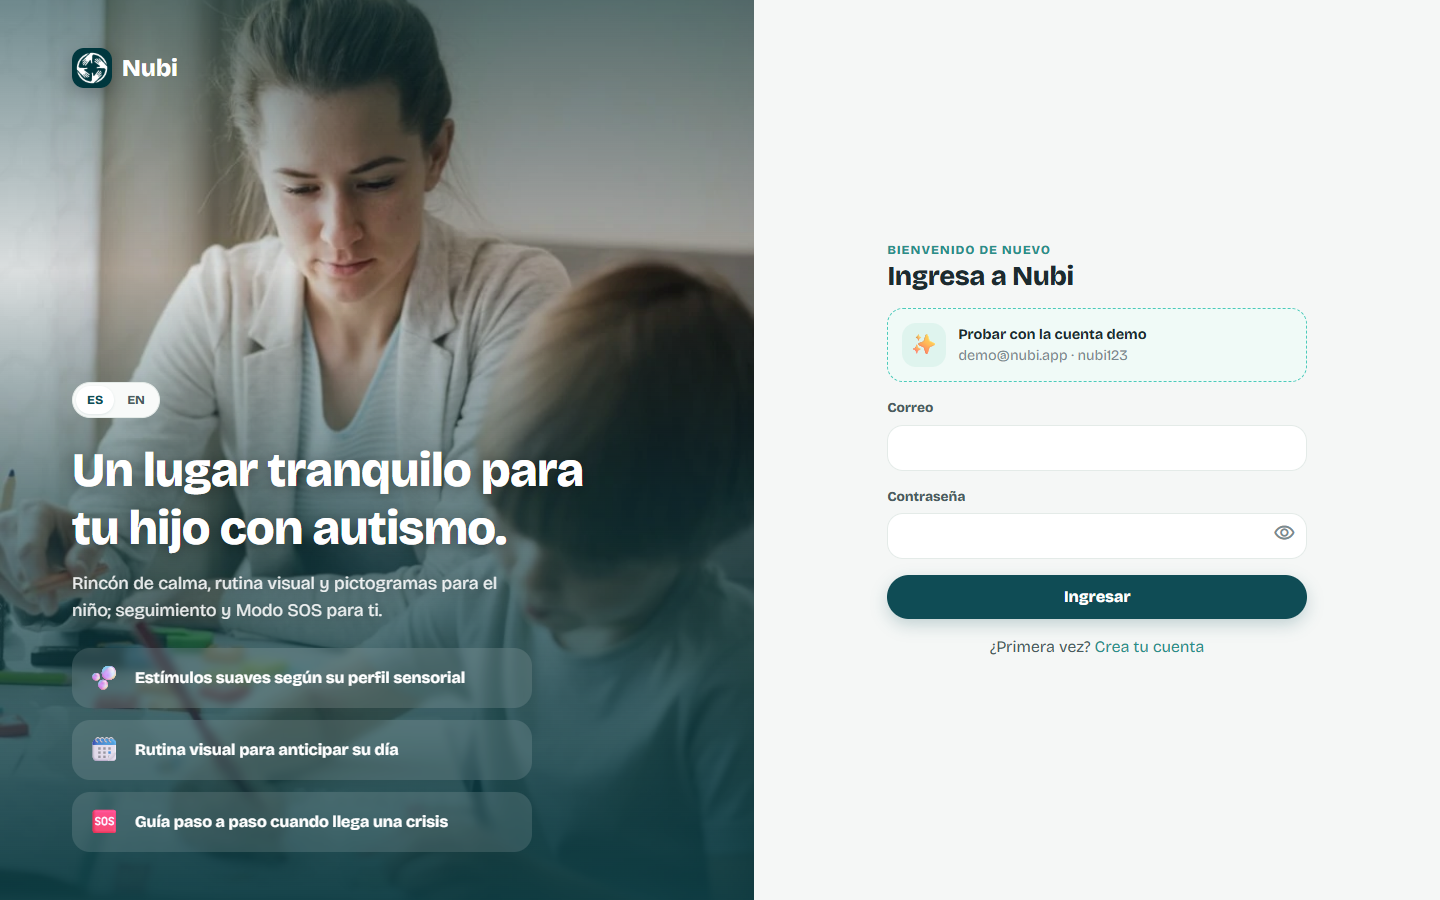 Nubi
ES EN
Un lugar tranquilo para
tu hijo con autismo.
Rincón de calma, rutina visual y pictogramas para el
niño; seguimiento y Modo SOS para ti.
Estímulos suaves según su perfil sensorial
Rutina visual para anticipar su día
SOS
Guía paso a paso cuando llega una crisis
BIENVENIDO DE NUEVO
Ingresa a Nubi
Probar con la cuenta demo
demo@nubi.app · nubi123
Correo
Contraseña
Ingresar
¿Primera vez? Crea tu cuenta